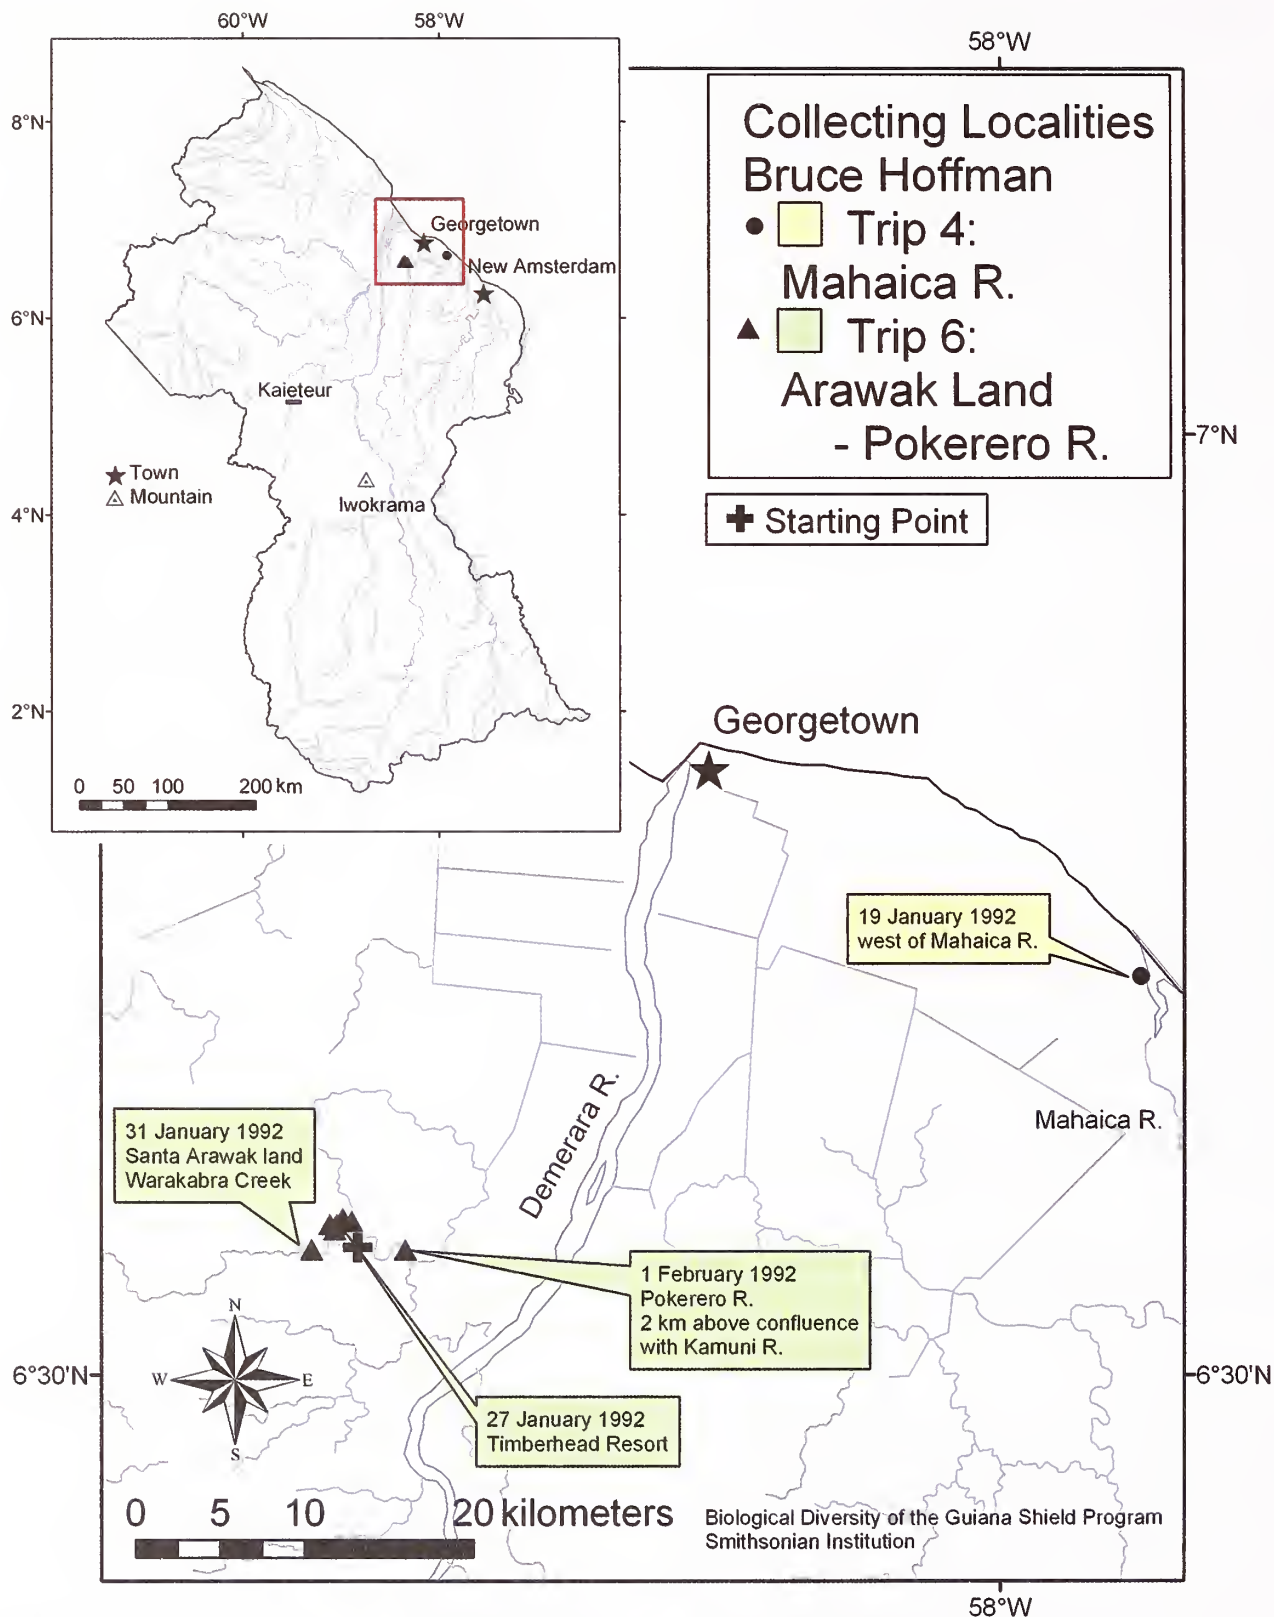 60°W
58°W
8°N
6°N
4°N
2°N
Georgetown
New Amsterdam
Kaieteur
Iwokrama
Town
Mountain
0 50 100 200 km
58°W
Collecting Localities
Bruce Hoffman
Trip 4:
Mahaica R.
Trip 6:
Arawak Land
- Pokerero R.
Starting Point
7°N
Georgetown
19 January 1992
west of Mahaica R.
Demerara R.
Mahaica R.
31 January 1992
Santa Arawak land
Warakabra Creek
1 February 1992
Pokerero R.
2 km above confluence
with Kamuni R.
27 January 1992
Timberhead Resort
N
W E
S
6°30'N
6°30'N
0 5 10 20 kilometers
Biological Diversity of the Guiana Shield Program
Smithsonian Institution
58°W